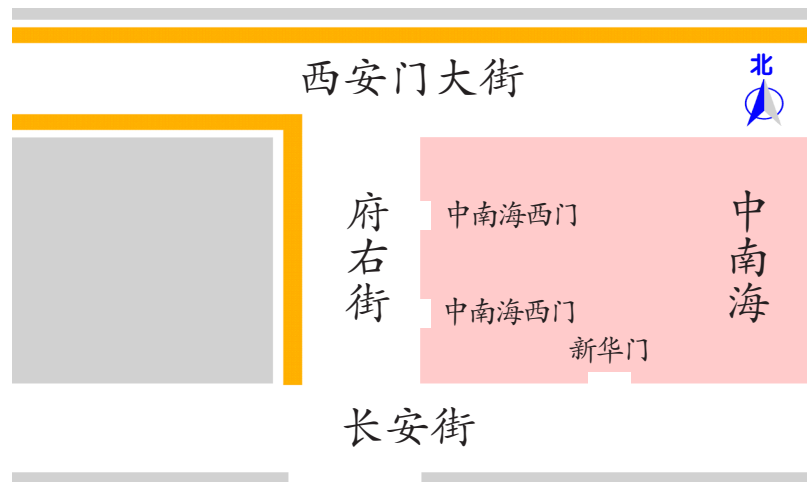 西安门大街
北
府右街
中南海西门
中南海
中南海西门
新华门
长安街